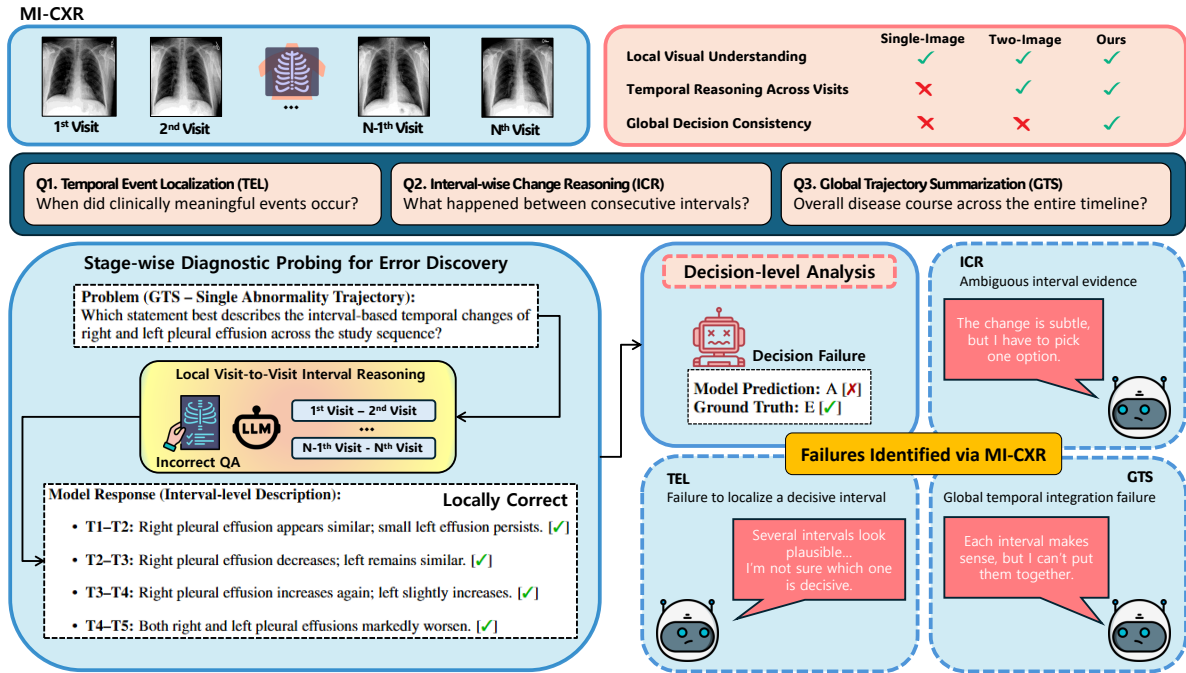 MI-CXR
1st Visit
2nd Visit
...
N-1th Visit
Nth Visit
Single-Image
Two-Image
Ours
Local Visual Understanding
Temporal Reasoning Across Visits
Global Decision Consistency
Q1. Temporal Event Localization (TEL)
When did clinically meaningful events occur?
Q2. Interval-wise Change Reasoning (ICR)
What happened between consecutive intervals?
Q3. Global Trajectory Summarization (GTS)
Overall disease course across the entire timeline?
Stage-wise Diagnostic Probing for Error Discovery
Problem (GTS – Single Abnormality Trajectory):
Which statement best describes the interval-based temporal changes of
right and left pleural effusion across the study sequence?
Local Visit-to-Visit Interval Reasoning
Incorrect QA
LLM
1st Visit – 2nd Visit
...
N-1th Visit - Nth Visit
Model Response (Interval-level Description):
Locally Correct
• T1–T2: Right pleural effusion appears similar; small left effusion persists. [✓]
• T2–T3: Right pleural effusion decreases; left remains similar. [✓]
• T3–T4: Right pleural effusion increases again; left slightly increases. [✓]
• T4–T5: Both right and left pleural effusions markedly worsen. [✓]
Decision-level Analysis
Decision Failure
Model Prediction: A [✗]
Ground Truth: E [✓]
ICR
Ambiguous interval evidence
The change is subtle,
but I have to pick
one option.
Failures Identified via MI-CXR
TEL
Failure to localize a decisive interval
Several intervals look
plausible...
I'm not sure which one
is decisive.
GTS
Global temporal integration failure
Each interval makes
sense, but I can't put
them together.